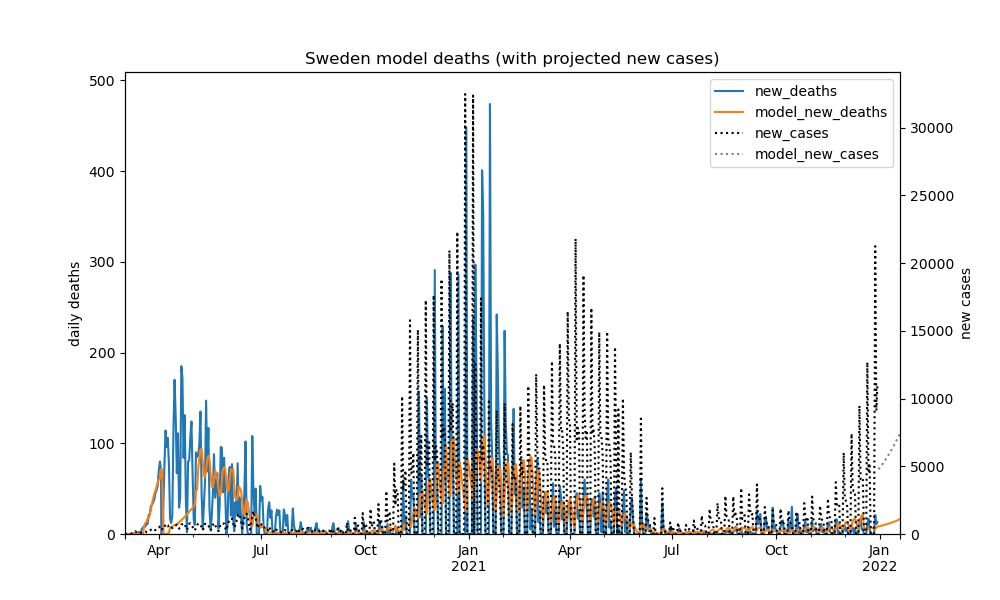 Sweden model deaths (with projected new cases)
new_deaths
model_new_deaths
new_cases
model_new_cases
daily deaths
500
400
300
200
100
0
new cases
30000
25000
20000
15000
10000
5000
0
Apr
Jul
Oct
Jan
2021
Apr
Jul
Oct
Jan
2022